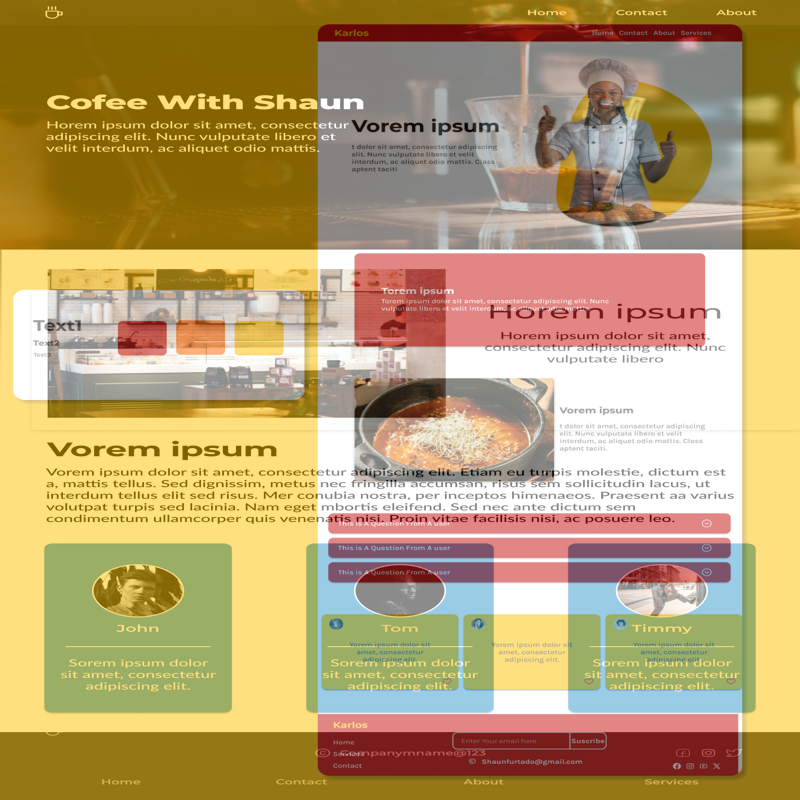 Home Contact About
Karlos
Home Contact About Services
Cofee With Shaun
Horem ipsum dolor sit amet, consectetur
adipiscing elit. Nunc vulputate libero et
velit interdum, ac aliquet odio mattis.
Vorem ipsum
t dolor sit amet, consectetur adipiscing
elit. Nunc vulputate libero et velit
interdum, ac aliquet odio mattis. Class
aptent taciti
Torem ipsum
Torem ipsum dolor sit amet, consectetur adipiscing elit. Nunc
vulputate libero et velit interdum, ac aliquet odio mattis.
Horem ipsum
Horem ipsum dolor sit amet,
consectetur adipiscing elit. Nunc
vulputate libero
Text1
Text2
Text3
Vorem ipsum
t dolor sit amet, consectetur adipiscing
elit. Nunc vulputate libero et velit
interdum, ac aliquet odio mattis.
Vorem ipsum
Vorem ipsum dolor sit amet, consectetur adipiscing elit. Etiam eu turpis molestie, dictum est
a, mattis tellus. Sed dignissim, metus nec fringilla accumsan, risus sem sollicitudin lacus, ut
interdum tellus elit sed risus. Mer conubia nostra, per inceptos himenaeos. Praesent aa varius
volutpat turpis sed lacinia. Nam eget mbortis eleifend. Sed nec ante dictum sem
condimentum ullamcorper quis venenatis nisi. Proin vitae facilisis nisi, ac posuere leo.
This is A Question From A user
This is A Question From A user
This is A Question From A user
John
Sorem ipsum dolor
sit amet, consectetur
adipiscing elit.
Tom
Sorem ipsum dolor
sit amet, consectetur
adipiscing elit.
Timmy
Sorem ipsum dolor
sit amet, consectetur
adipiscing elit.
Yorem ipsum dolor sit
amet, consectetur
adipiscing elit.
Yorem ipsum dolor sit
amet, consectetur
adipiscing elit.
Yorem ipsum dolor sit
amet, consectetur
adipiscing elit.
Karlos
Home
Services
Contact
Enter Your email here Suscribe
© Companymname@123
© Shaunfurtado@gmail.com
Home Contact About Services